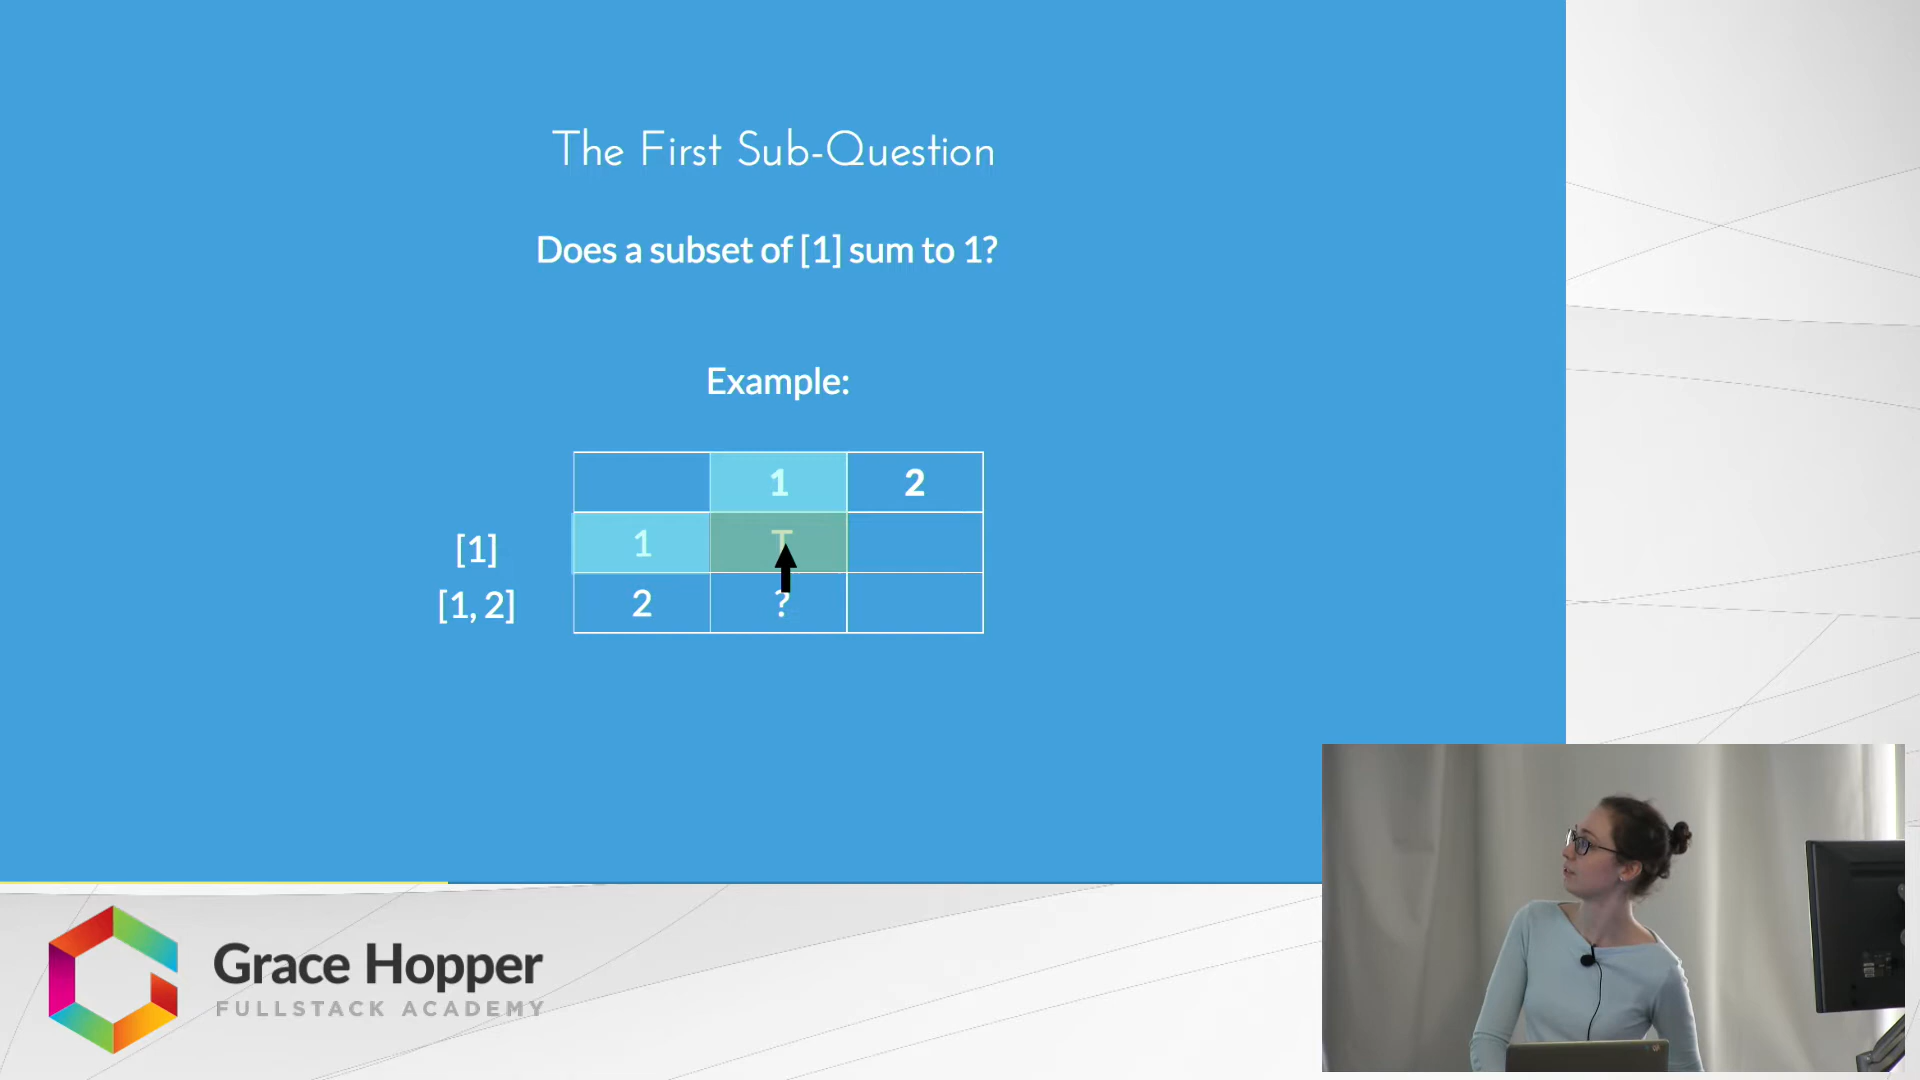 The First Sub-Question
Does a subset of [1] sum to 1?
Example:
1 2
[1] 1 T
[1, 2] 2 ?
Grace Hopper
FULLSTACK ACADEMY